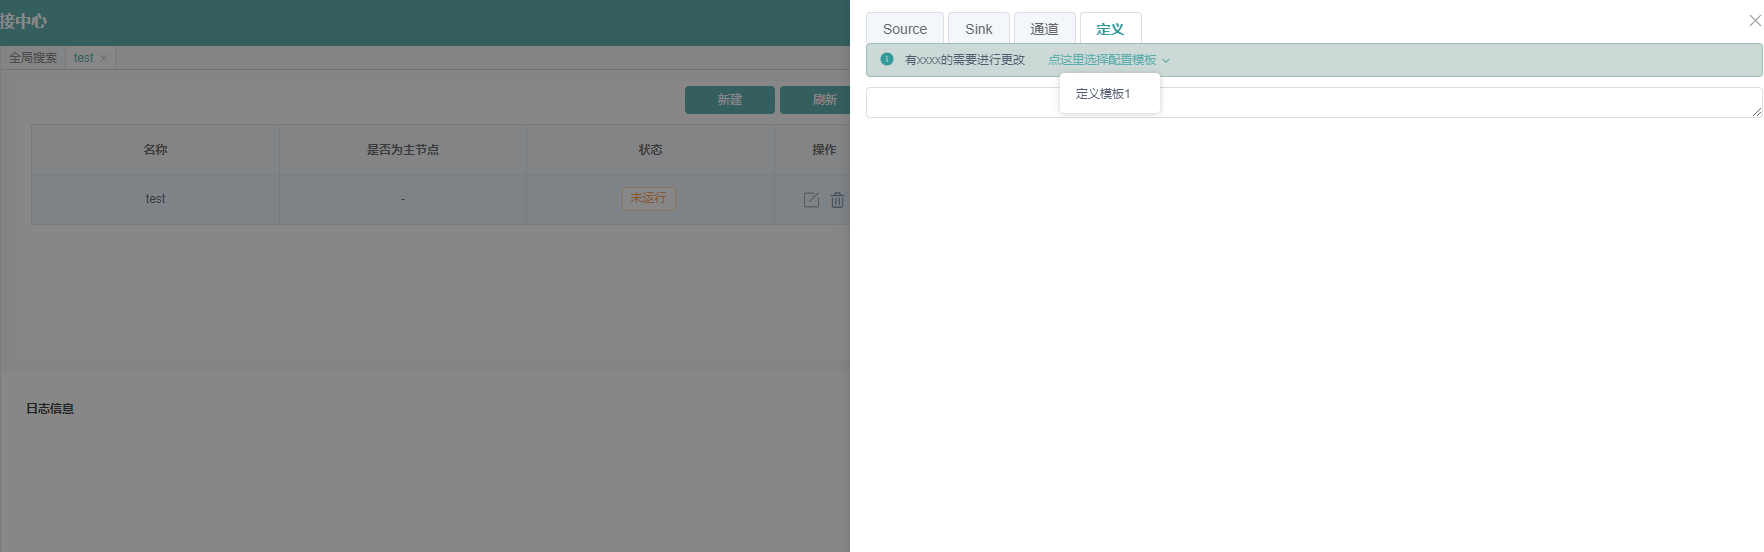 接中心
全局搜索 test
新建 刷新
名称 是否为主节点 状态 操作
test - 未运行
日志信息
Source Sink 通道 定义
有xxxx的需要进行更改 点这里选择配置模板
定义模板1